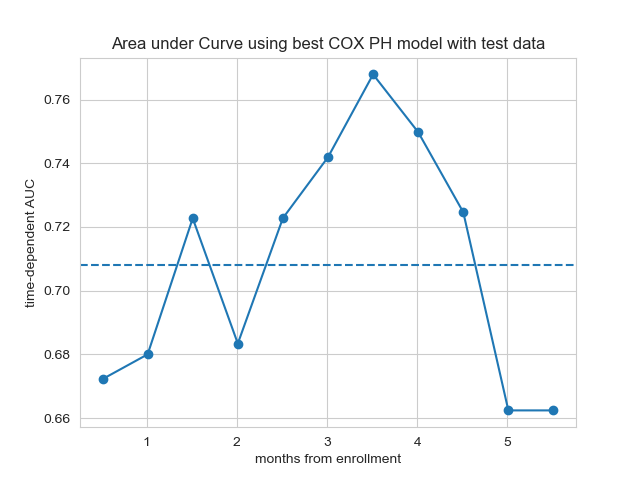 Area under Curve using best COX PH model with test data
time-dependent AUC
0.76
0.74
0.72
0.70
0.68
0.66
1 2 3 4 5
months from enrollment